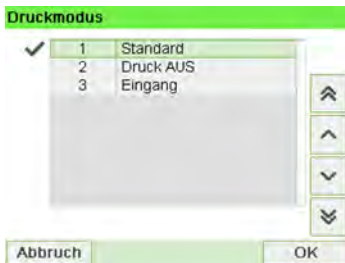 Druckmodus
1 Standard
2 Druck AUS
3 Eingang
Abbruch OK